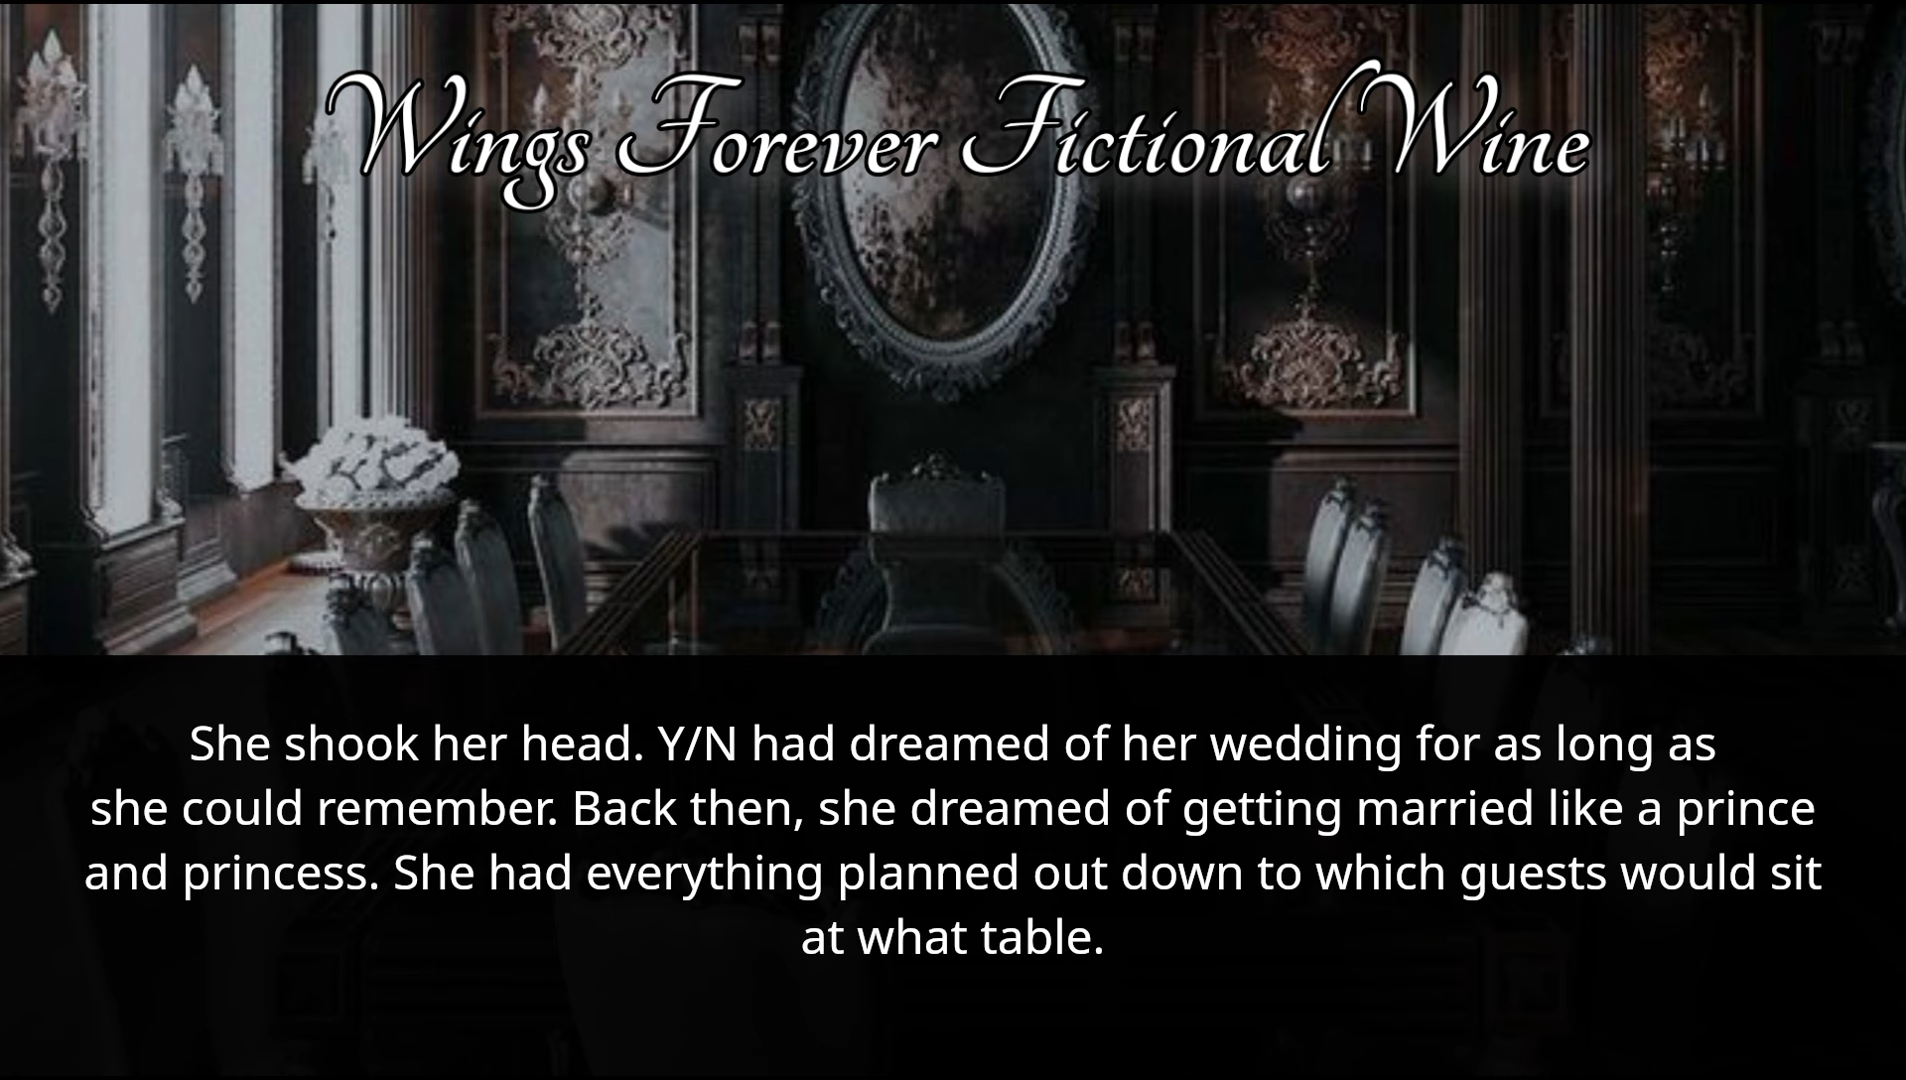 Wings Forever Fictional Wine
She shook her head. Y/N had dreamed of her wedding for as long as
she could remember. Back then, she dreamed of getting married like a prince
and princess. She had everything planned out down to which guests would sit
at what table.